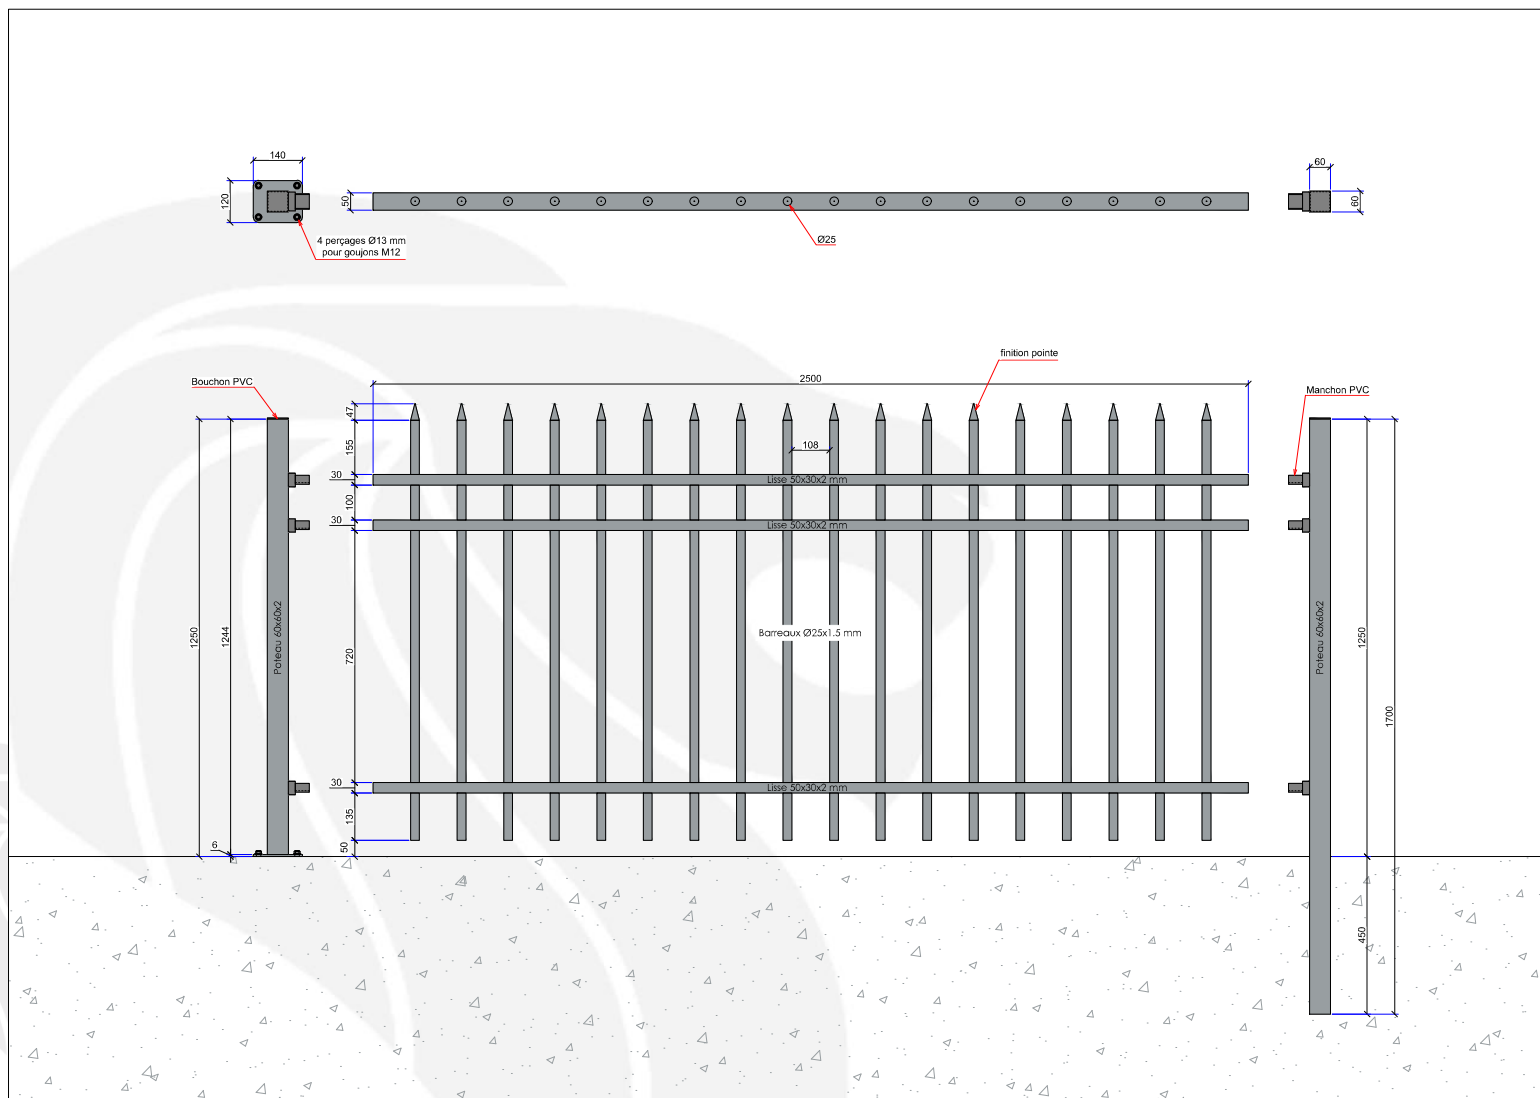 140
120
4 perçages Ø13 mm
pour goujons M12
50
Ø25
60
60
finition pointe
Bouchon PVC
2500
Manchon PVC
47
155
108
30
Lisse 50x30x2 mm
100
30
Lisse 50x30x2 mm
1250
1244
Poteau 60x60x2
720
Barreaux Ø25x1.5 mm
Poteau 60x60x2
1250
1700
30
Lisse 50x30x2 mm
135
6
50
450